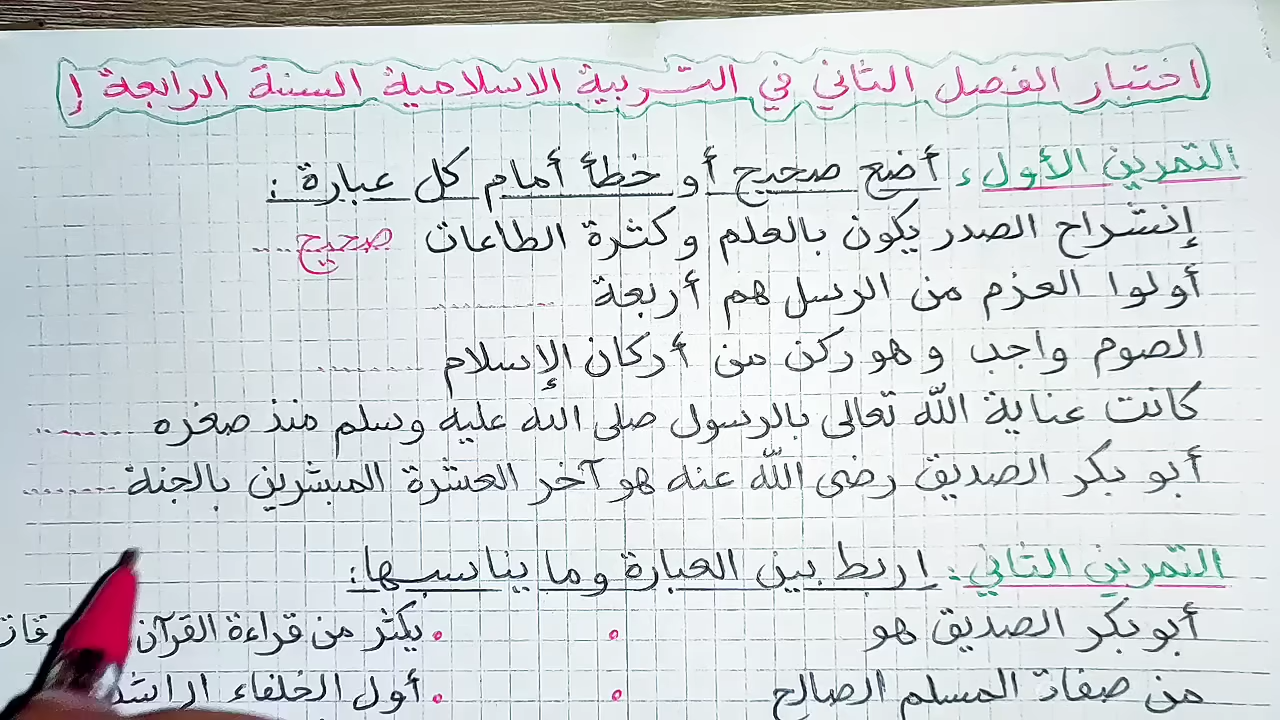 اختبار الفصل الثاني في التربية الاسلامية السنة الرابعة إ
التمرين الأول، أضع صحيح أو خطأ أمام كل عبارة :
إنشراح الصدر يكون بالعلم وكثرة الطاعات صحيح ....
أولوا العزم من الرسل هم أربعة ..........
الصوم واجب وهو ركن من أركان الإسلام ..........
كانت عناية الله تعالى بالرسول صلى الله عليه وسلم منذ صغره ..........
أبو بكر الصديق رضى الله عنه هو آخر العشرة المبشرين بالجنة ..........
التمرين الثاني : اربط بين العبارة وما يناسبها :
أبو بكر الصديق هو • • يكثر من قراءة القرآن
من صفات المسلم الصالح • • أول الخلفاء